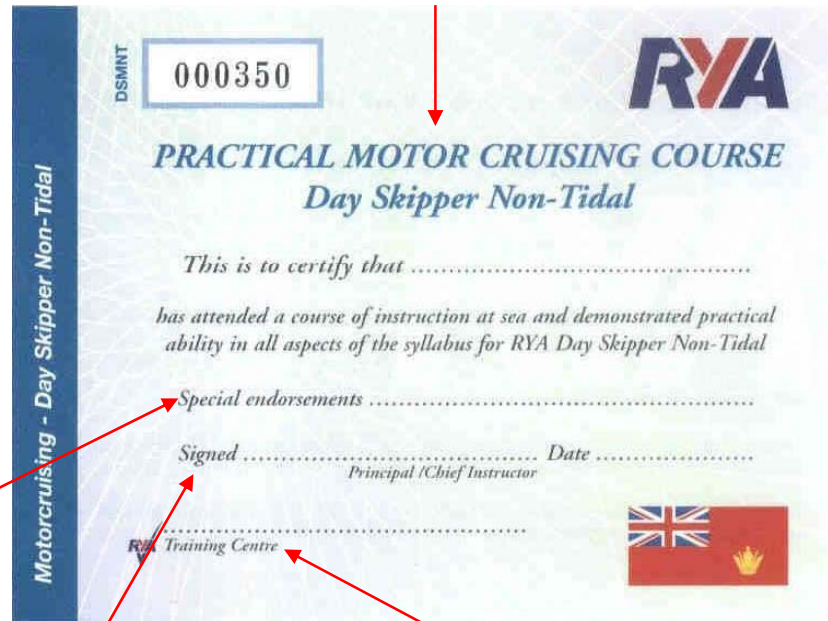 DSMNT
000350
RYA
PRACTICAL MOTOR CRUISING COURSE
Day Skipper Non-Tidal
Motorcruising - Day Skipper Non-Tidal
This is to certify that ..................................................
has attended a course of instruction at sea and demonstrated practical
ability in all aspects of the syllabus for RYA Day Skipper Non-Tidal
Special endorsements ........................................................
Signed ........................................... Date .......................
Principal /Chief Instructor
RYA Training Centre